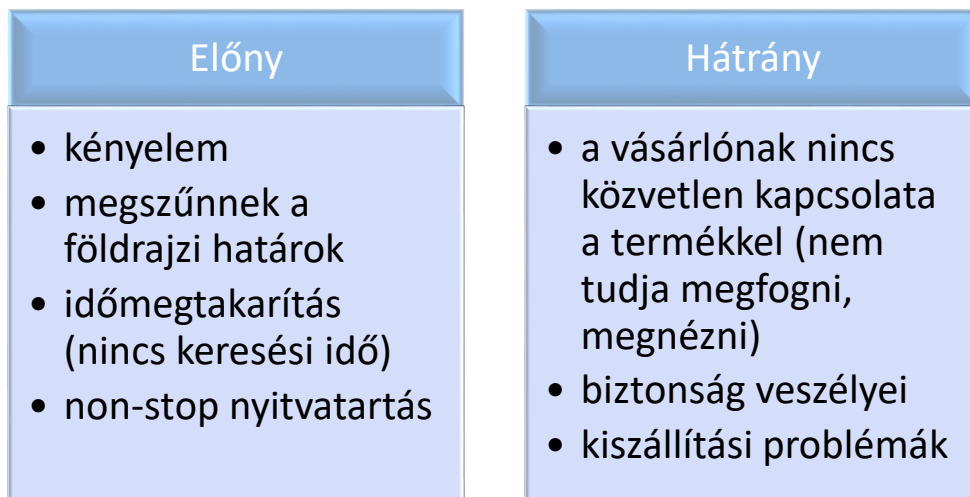 Előny
• kényelem
• megszűnnek a
földrajzi határok
• időmegtakarítás
(nincs keresési idő)
• non-stop nyitvatartás
Hátrány
• a vásárlónak nincs
közvetlen kapcsolata
a termékkel (nem
tudja megfogni,
megnézni)
• biztonság veszélyei
• kiszállítási problémák